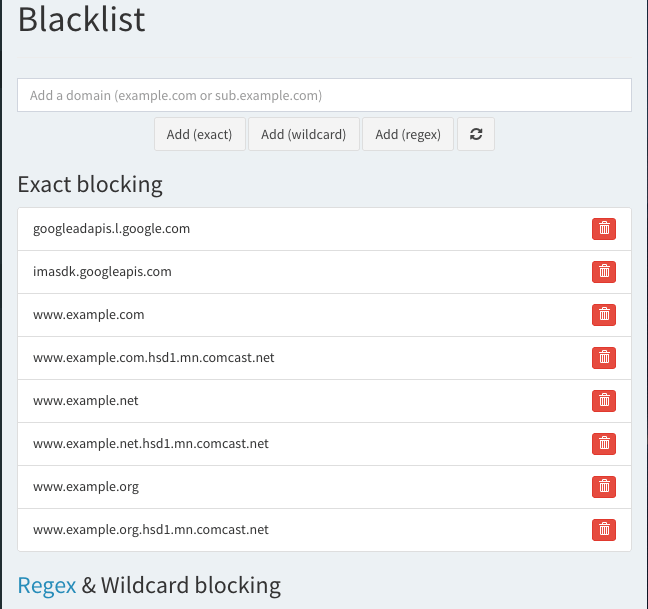 Blacklist
Add a domain (example.com or sub.example.com)
Add (exact) Add (wildcard) Add (regex)
Exact blocking
googleadapis.l.google.com
imasdk.googleapis.com
www.example.com
www.example.com.hsd1.mn.comcast.net
www.example.net
www.example.net.hsd1.mn.comcast.net
www.example.org
www.example.org.hsd1.mn.comcast.net
Regex & Wildcard blocking